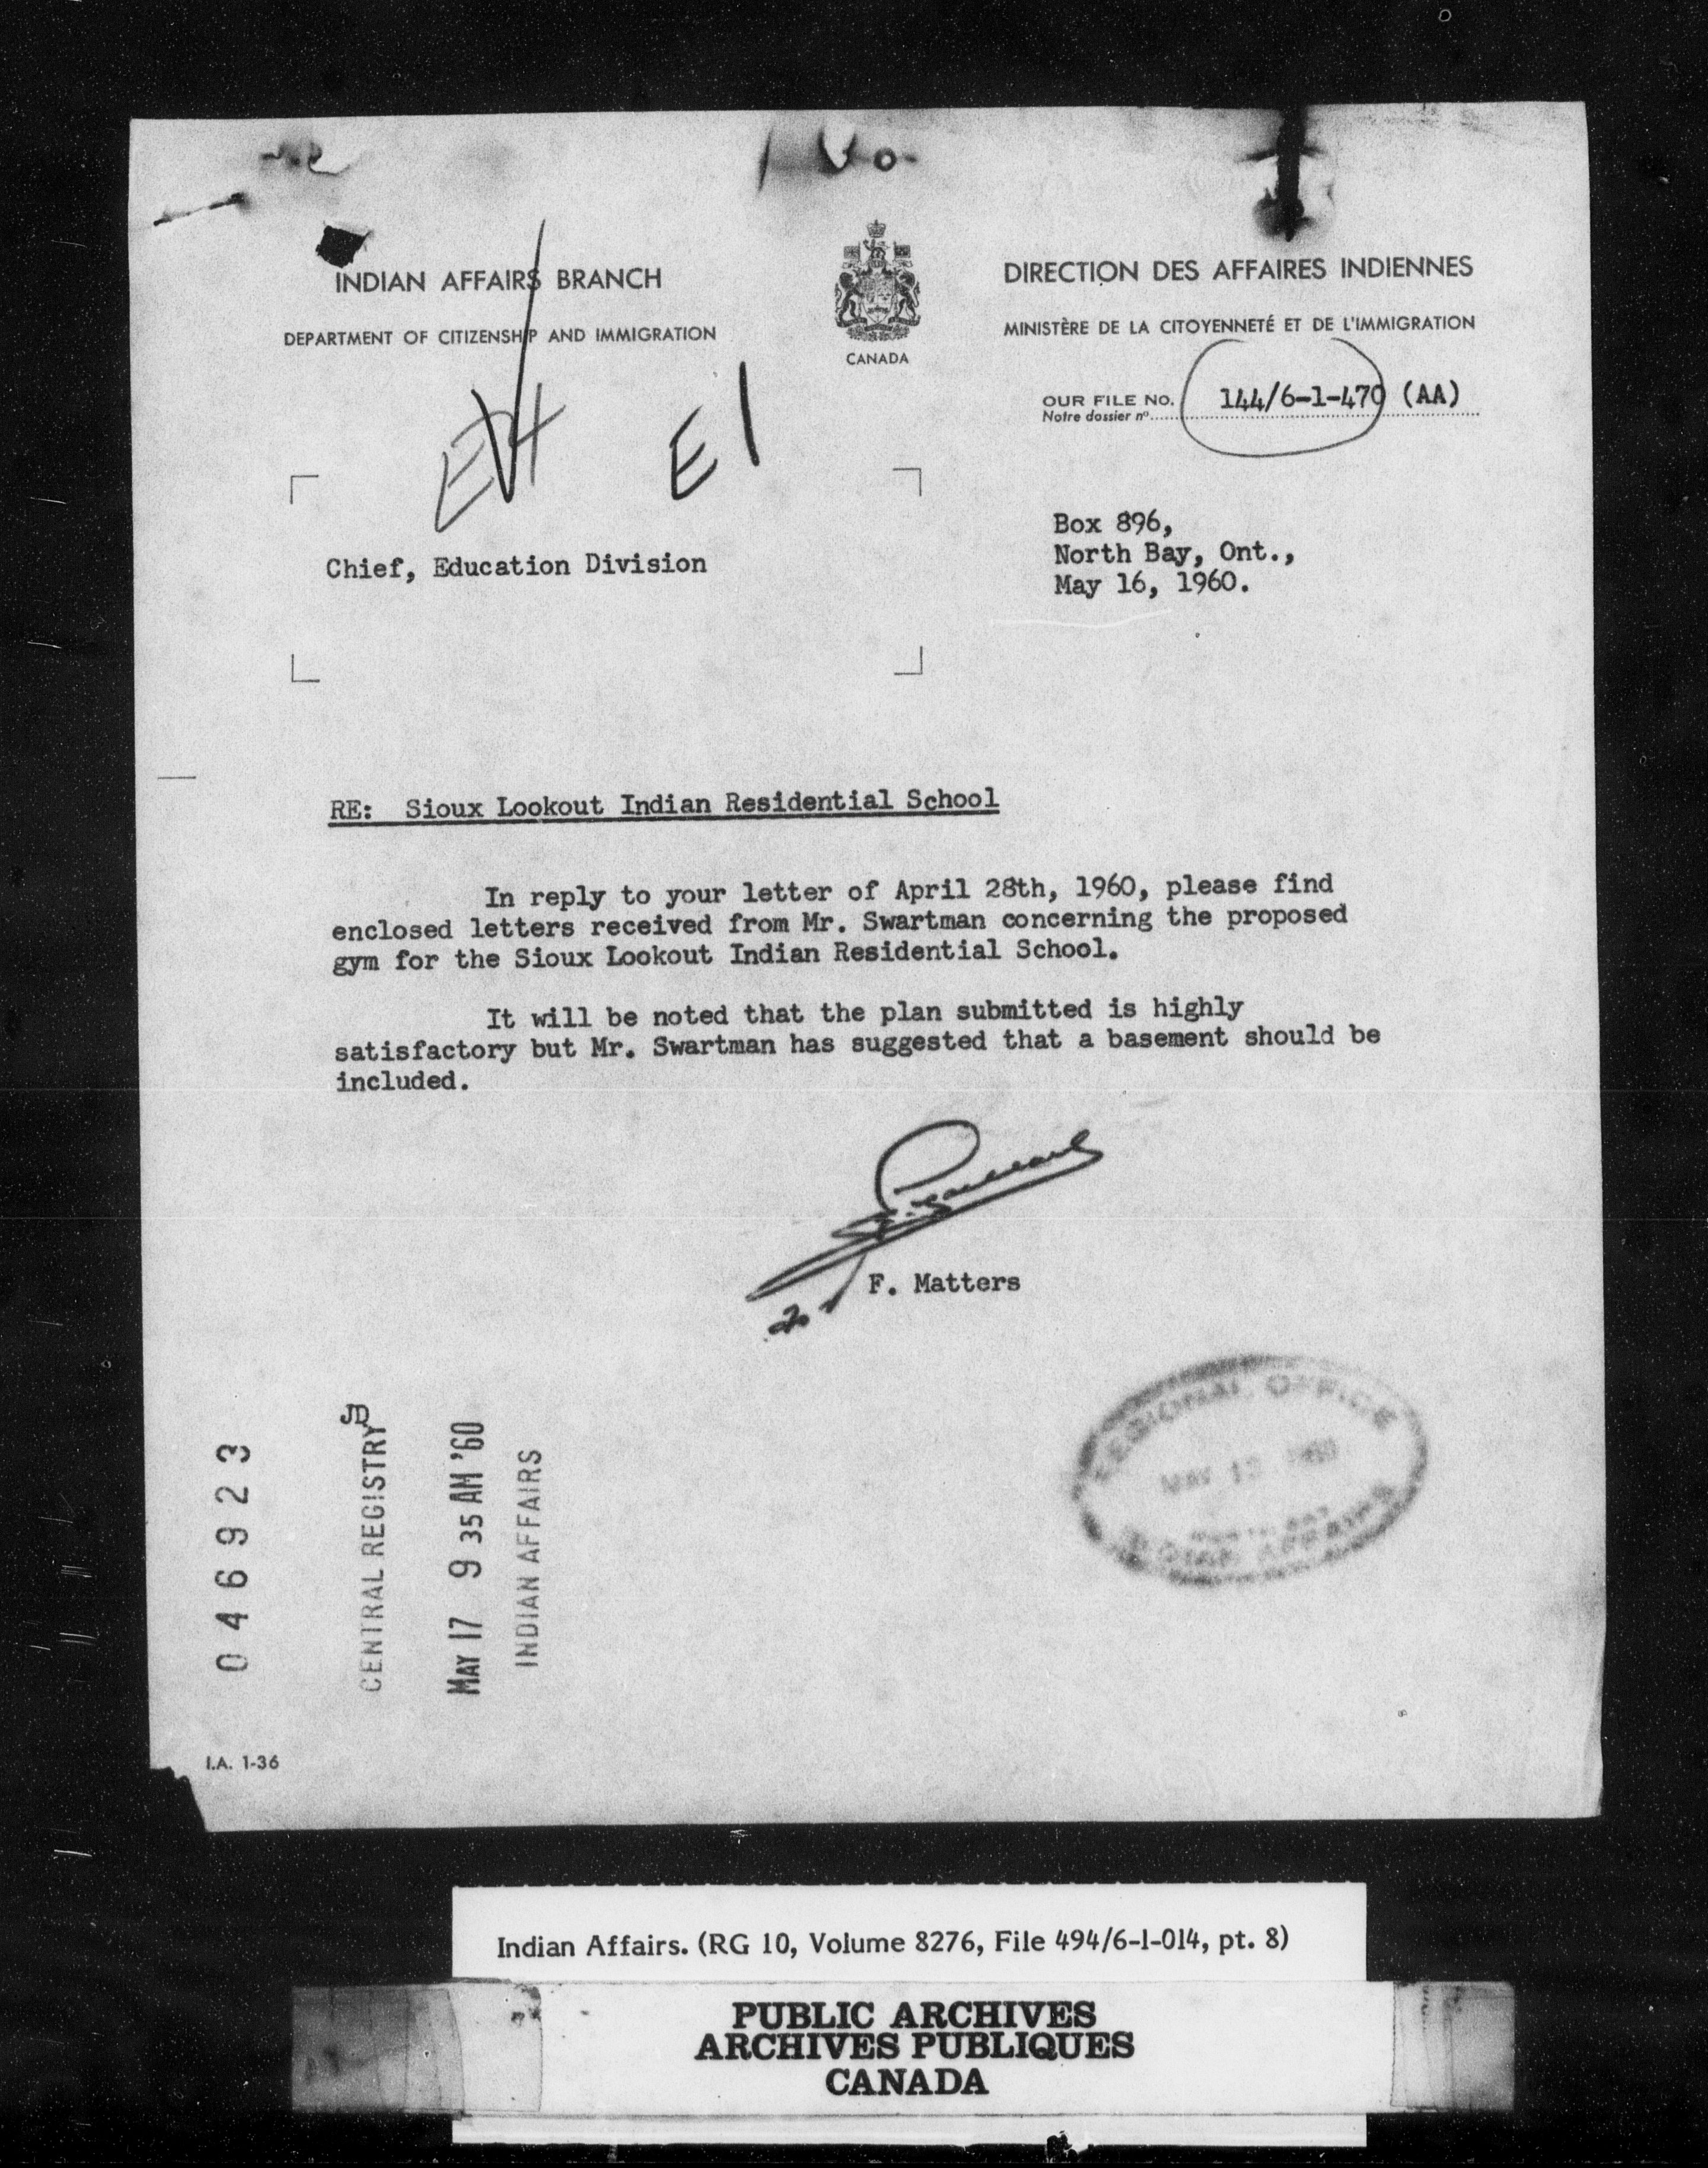 INDIAN AFFAIRS BRANCH
DEPARTMENT OF CITIZENSHIP AND IMMIGRATION
CANADA
DIRECTION DES AFFAIRES INDIENNES
MINISTÈRE DE LA CITOYENNETÉ ET DE L'IMMIGRATION
OUR FILE NO. 144/6-1-470 (AA)
Notre dossier nº
E1
Box 896,
North Bay, Ont.,
May 16, 1960.
Chief, Education Division
RE: Sioux Lookout Indian Residential School
In reply to your letter of April 28th, 1960, please find
enclosed letters received from Mr. Swartman concerning the proposed
gym for the Sioux Lookout Indian Residential School.
It will be noted that the plan submitted is highly
satisfactory but Mr. Swartman has suggested that a basement should be
included.
F. Matters
046923
JD
CENTRAL REGISTRY
MAY 17 9 35 AM '60
INDIAN AFFAIRS
REGIONAL OFFICE
INDIAN AFFAIRS
I.A. 1-36
Indian Affairs. (RG 10, Volume 8276, File 494/6-1-014, pt. 8)
PUBLIC ARCHIVES
ARCHIVES PUBLIQUES
CANADA